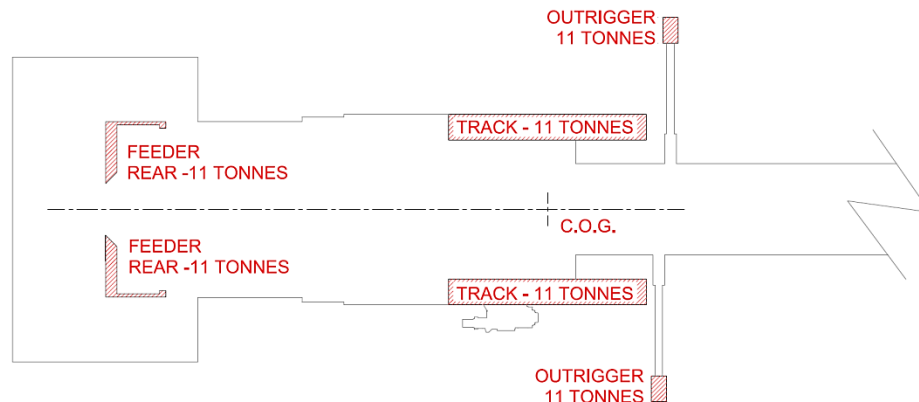 OUTRIGGER
11 TONNES
TRACK - 11 TONNES
FEEDER
REAR -11 TONNES
C.O.G.
FEEDER
REAR -11 TONNES
TRACK - 11 TONNES
OUTRIGGER
11 TONNES